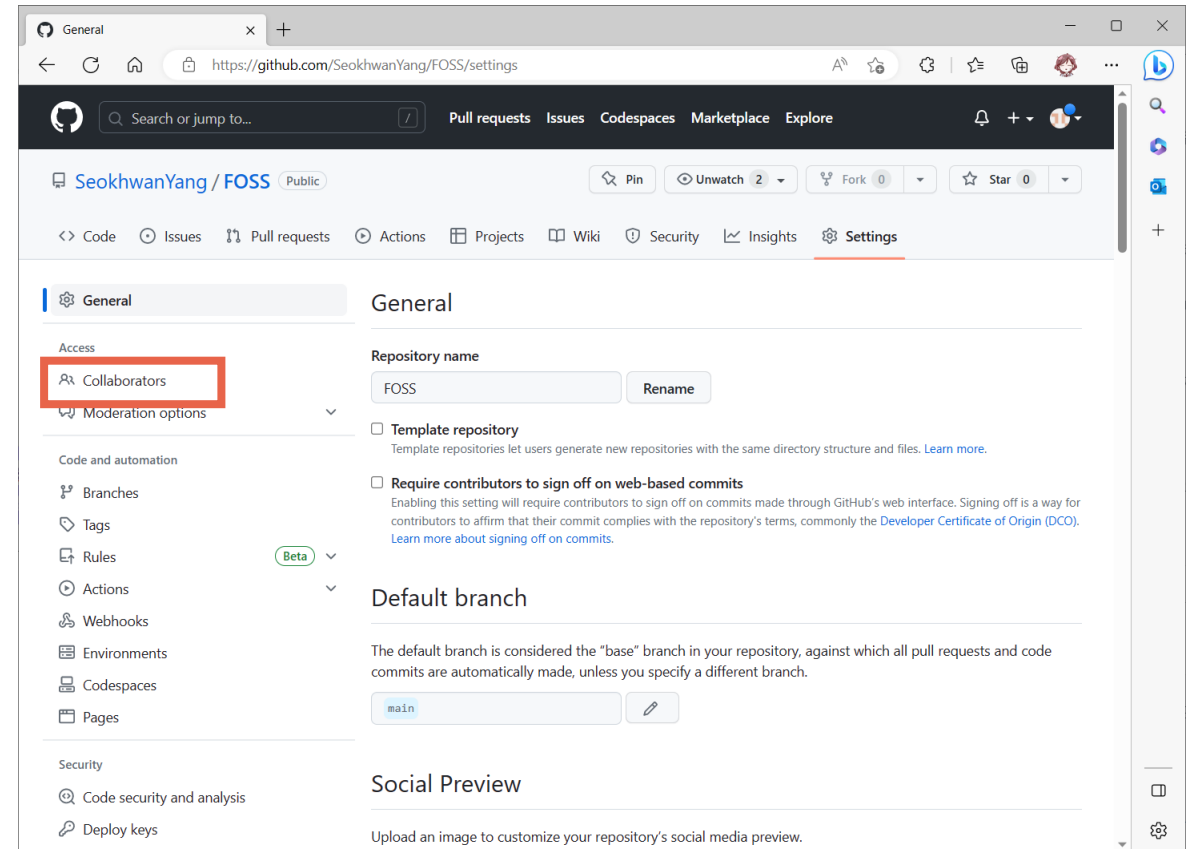 General
https://github.com/SeokhwanYang/FOSS/settings
Search or jump to... /
Pull requests Issues Codespaces Marketplace Explore
SeokhwanYang / FOSS Public
Pin Unwatch 2 Fork 0 Star 0
Code Issues Pull requests Actions Projects Wiki Security Insights Settings
General
Access
Collaborators
Moderation options
Code and automation
Branches
Tags
Rules Beta
Actions
Webhooks
Environments
Codespaces
Pages
Security
Code security and analysis
Deploy keys
General
Repository name
FOSS Rename
Template repository
Template repositories let users generate new repositories with the same directory structure and files. Learn more.
Require contributors to sign off on web-based commits
Enabling this setting will require contributors to sign off on commits made through GitHub's web interface. Signing off is a way for
contributors to affirm that their commit complies with the repository's terms, commonly the Developer Certificate of Origin (DCO).
Learn more about signing off on commits.
Default branch
The default branch is considered the "base" branch in your repository, against which all pull requests and code
commits are automatically made, unless you specify a different branch.
main
Social Preview
Upload an image to customize your repository's social media preview.